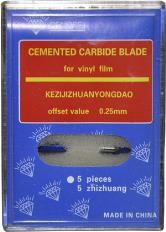 CEMENTED CARBIDE BLADE
for vinyl film
KEZIJIZHUANYONGDAO
offset value 0.25mm
5 pieces
5 zhizhuang
MADE IN CHINA